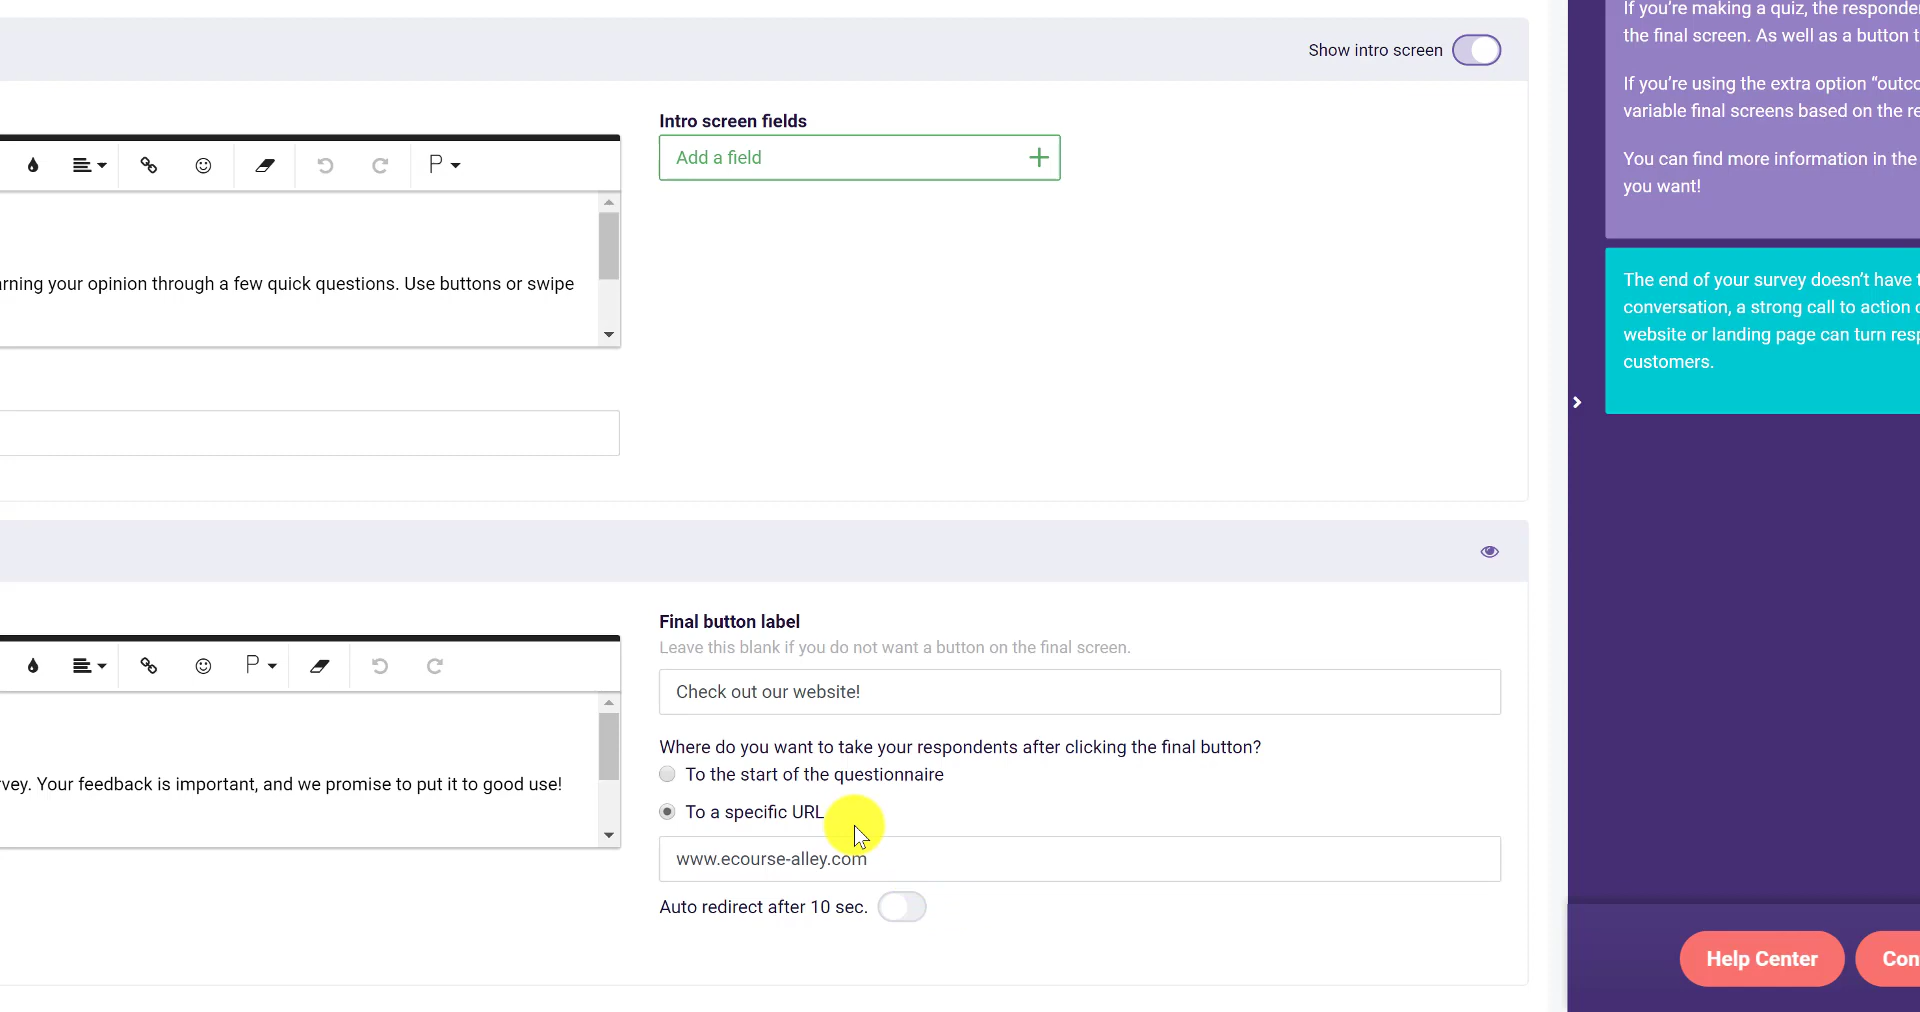 Show intro screen
Intro screen fields
Add a field
P
rning your opinion through a few quick questions. Use buttons or swipe
Final button label
Leave this blank if you do not want a button on the final screen.
P
Check out our website!
vey. Your feedback is important, and we promise to put it to good use!
Where do you want to take your respondents after clicking the final button?
To the start of the questionnaire
To a specific URL
www.ecourse-alley.com
Auto redirect after 10 sec.
If you're making a quiz, the responde
the final screen. As well as a button t
If you're using the extra option “outco
variable final screens based on the re
You can find more information in the
you want!
The end of your survey doesn't have t
conversation, a strong call to action o
website or landing page can turn resp
customers.
Help Center
Con